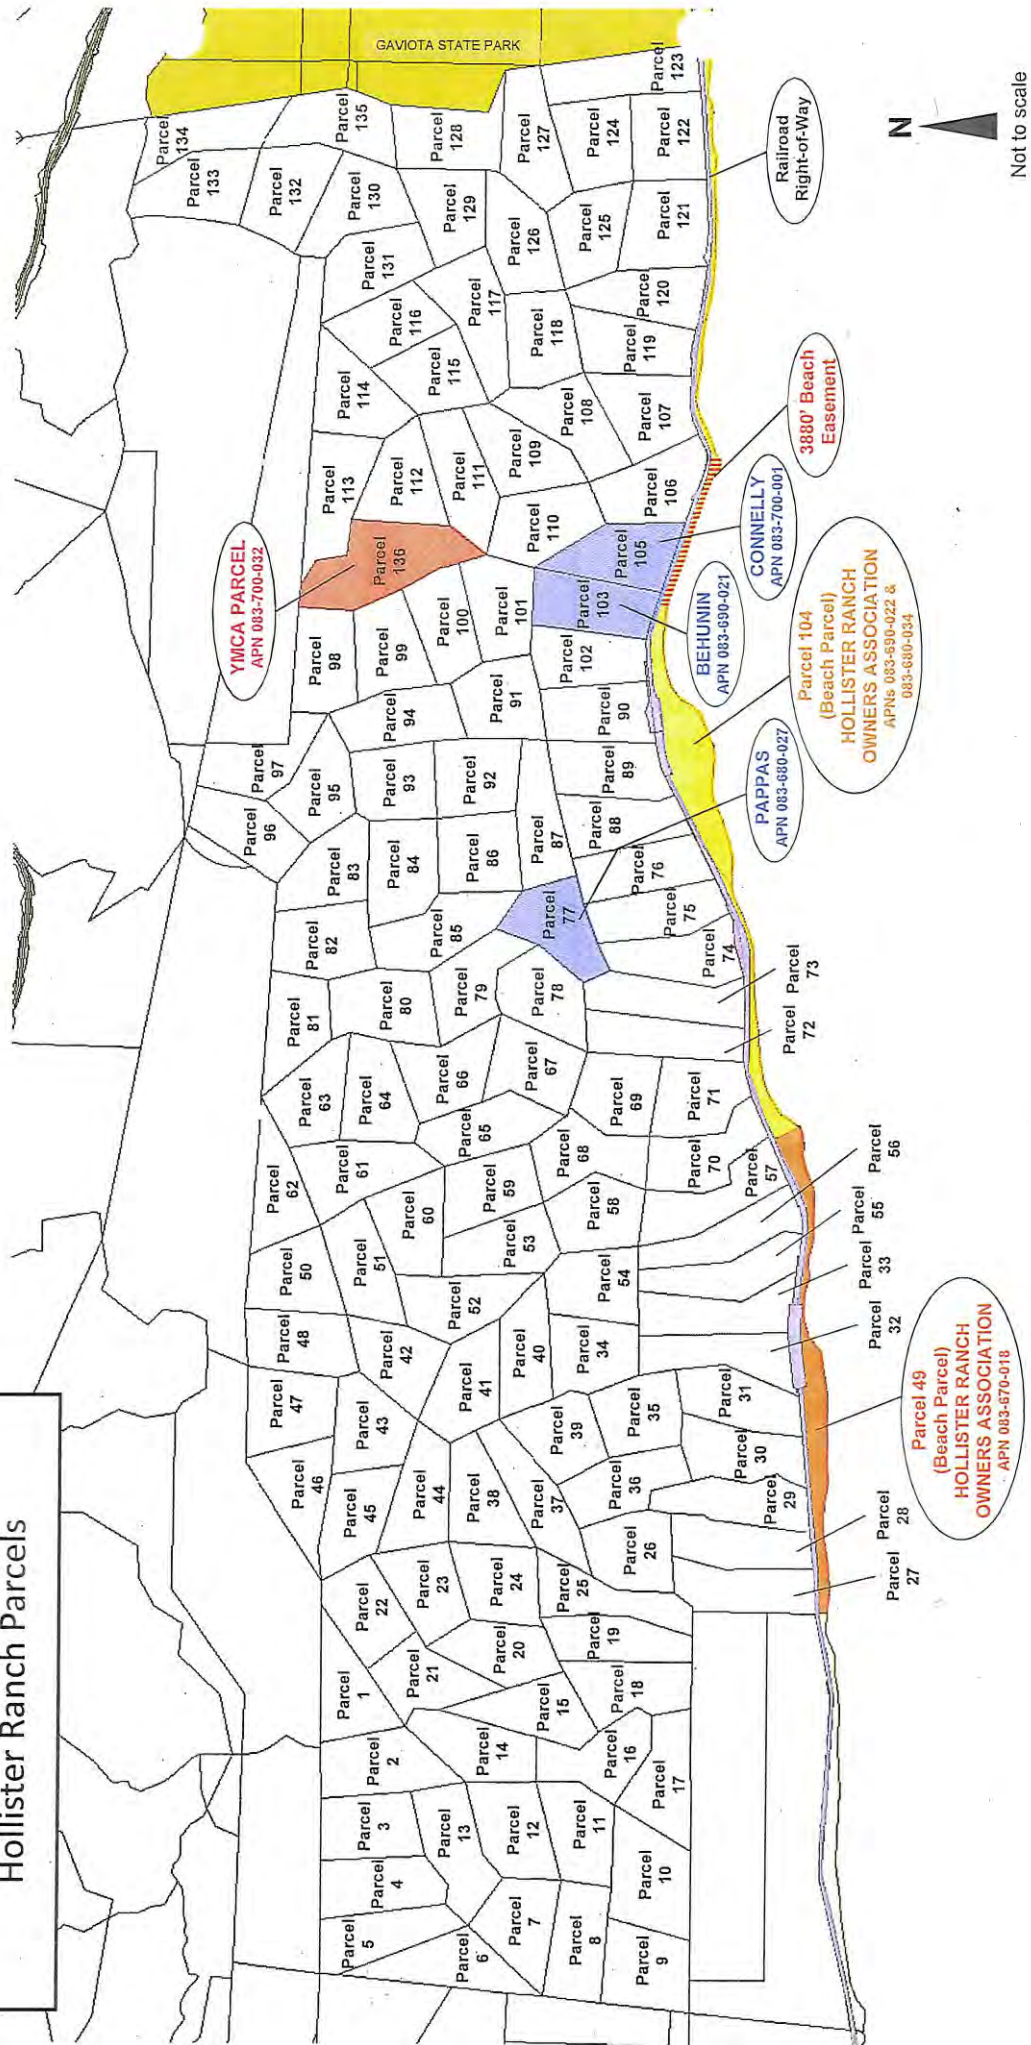 Hollister Ranch Parcels
Parcel
1
Parcel
2
Parcel
3
Parcel
4
Parcel
5
Parcel
6
Parcel
7
Parcel
8
Parcel
9
Parcel
10
Parcel
11
Parcel
12
Parcel
13
Parcel
14
Parcel
15
Parcel
16
Parcel
17
Parcel
18
Parcel
19
Parcel
20
Parcel
21
Parcel
22
Parcel
23
Parcel
24
Parcel
25
Parcel
26
Parcel
27
Parcel
28
Parcel
29
Parcel
30
Parcel
31
Parcel
32
Parcel
33
Parcel
34
Parcel
35
Parcel
36
Parcel
37
Parcel
38
Parcel
39
Parcel
40
Parcel
41
Parcel
42
Parcel
43
Parcel
44
Parcel
45
Parcel
46
Parcel
47
Parcel
48
Parcel 49
(Beach Parcel)
HOLLISTER RANCH
OWNERS ASSOCIATION
APN 083-670-018
Parcel
50
Parcel
51
Parcel
52
Parcel
53
Parcel
54
Parcel
55
Parcel
56
Parcel
57
Parcel
58
Parcel
59
Parcel
60
Parcel
61
Parcel
62
Parcel
63
Parcel
64
Parcel
65
Parcel
66
Parcel
67
Parcel
68
Parcel
69
Parcel
70
Parcel
71
Parcel
72
Parcel
73
Parcel
74
Parcel
75
Parcel
76
Parcel
77
PAPPAS
APN 083-680-027
Parcel
78
Parcel
79
Parcel
80
Parcel
81
Parcel
82
Parcel
83
Parcel
84
Parcel
85
Parcel
86
Parcel
87
Parcel
88
Parcel
89
Parcel
90
Parcel
91
Parcel
92
Parcel
93
Parcel
94
Parcel
95
Parcel
96
Parcel
97
Parcel
98
Parcel
99
Parcel
100
Parcel
101
Parcel
102
Parcel
103
BEHUNIN
APN 083-690-021
Parcel 104
(Beach Parcel)
HOLLISTER RANCH
OWNERS ASSOCIATION
APNs 083-690-022 &
083-680-034
Parcel
105
CONNELLY
APN 083-700-001
3880' Beach
Easement
Parcel
106
Parcel
107
Parcel
108
Parcel
109
Parcel
110
Parcel
111
Parcel
112
Parcel
113
Parcel
114
Parcel
115
Parcel
116
Parcel
117
Parcel
118
Parcel
119
Parcel
120
Parcel
121
Parcel
122
Parcel
123
Parcel
124
Parcel
125
Parcel
126
Parcel
127
Parcel
128
Parcel
129
Parcel
130
Parcel
131
Parcel
132
Parcel
133
Parcel
134
Parcel
135
Parcel
136
YMCA PARCEL
APN 083-700-032
GAVIOTA STATE PARK
Railroad
Right-of-Way
N
Not to scale